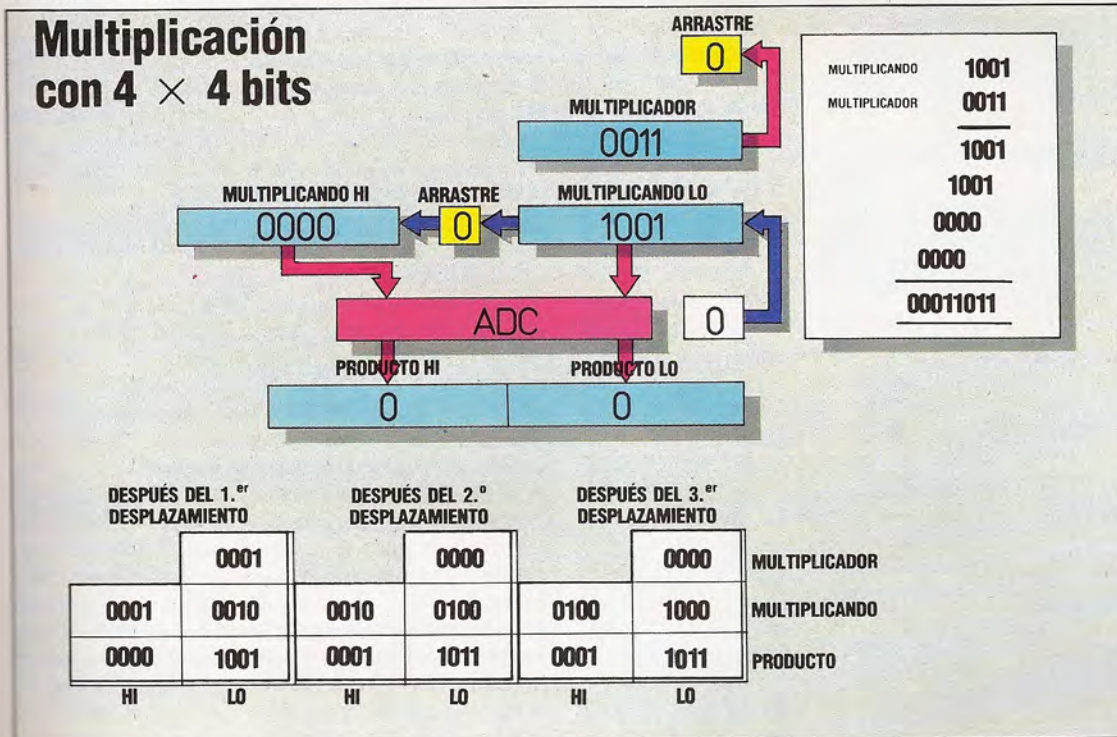 Multiplicación
con 4 × 4 bits
ARRASTRE
0
MULTIPLICADOR
0011
MULTIPLICANDO HI
ARRASTRE
MULTIPLICANDO LO
0000
0
1001
ADC
0
PRODUCTO HI
PRODUCTO LO
0
0
MULTIPLICANDO 1001
MULTIPLICADOR 0011
1001
1001
0000
0000
00011011
DESPUÉS DEL 1.er
DESPLAZAMIENTO
DESPUÉS DEL 2.º
DESPLAZAMIENTO
DESPUÉS DEL 3.er
DESPLAZAMIENTO
0001 0000 0000 MULTIPLICADOR
0001 0010 0010 0100 0100 1000 MULTIPLICANDO
0000 1001 0001 1011 0001 1011 PRODUCTO
HI LO HI LO HI LO